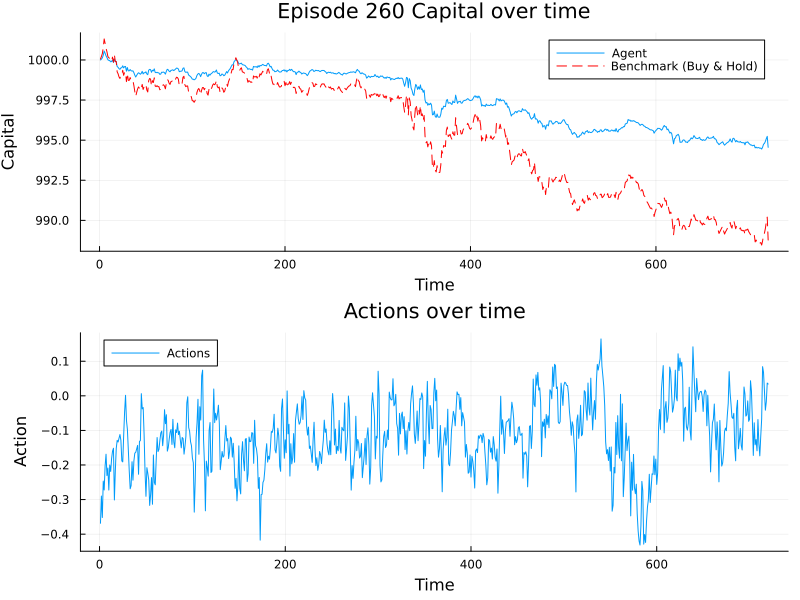 Episode 260 Capital over time
1000.0
997.5
995.0
992.5
990.0
Capital
Agent
Benchmark (Buy & Hold)
0 200 400 600
Time
Actions over time
0.1
0.0
−0.1
−0.2
−0.3
−0.4
Action
Actions
0 200 400 600
Time